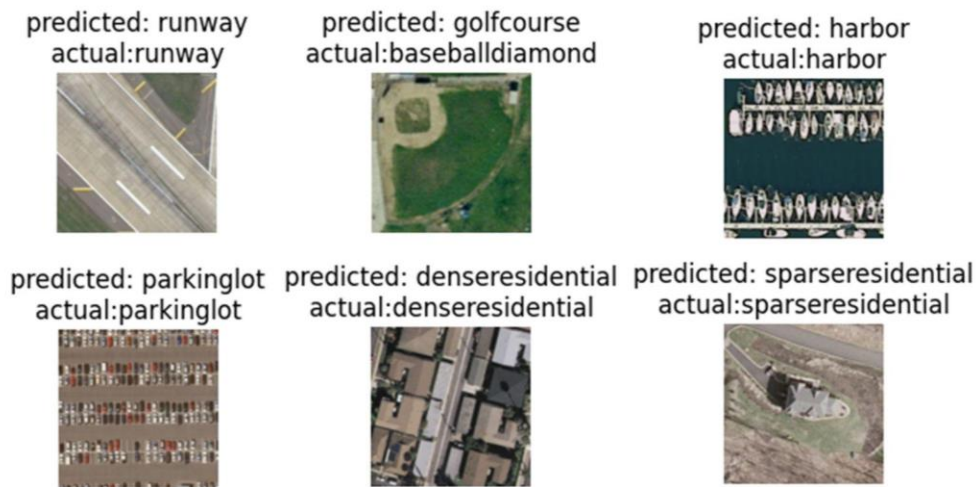 predicted: runway
actual:runway
predicted: golfcourse
actual:baseballdiamond
predicted: harbor
actual:harbor
predicted: parkinglot
actual:parkinglot
predicted: denseresidential
actual:denseresidential
predicted: sparseresidential
actual:sparseresidential